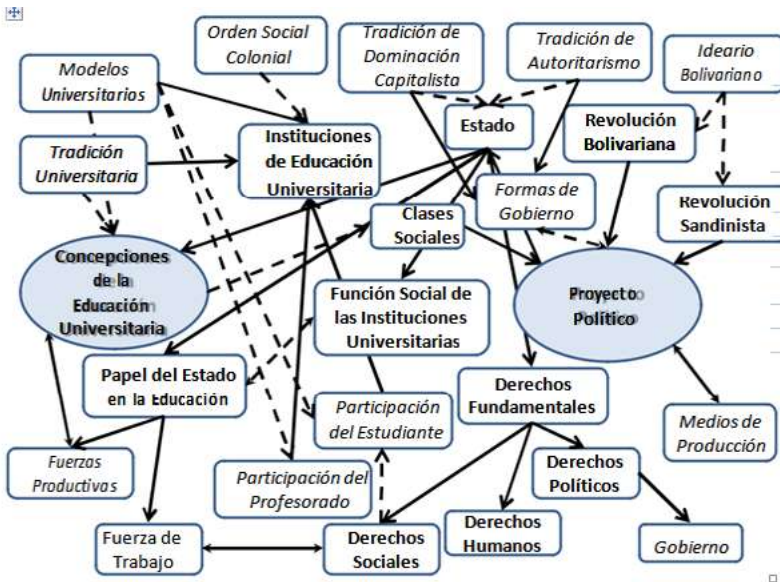 Orden Social
Colonial
Tradición de
Dominación
Capitalista
Tradición de
Autoritarismo
Ideario
Bolivariano
Modelos
Universitarios
Instituciones
de Educación
Universitaria
Estado
Revolución
Bolivariana
Tradición
Universitaria
Formas de
Gobierno
Revolución
Sandinista
Clases
Sociales
Concepciones
de la
Educación
Universitaria
Función Social de
las Instituciones
Universitarias
Proyecto
Político
Papel del Estado
en la Educación
Derechos
Fundamentales
Participación
del Estudiante
Medios de
Producción
Fuerzas
Productivas
Participación del
Profesorado
Derechos
Políticos
Fuerza de
Trabajo
Derechos
Sociales
Derechos
Humanos
Gobierno